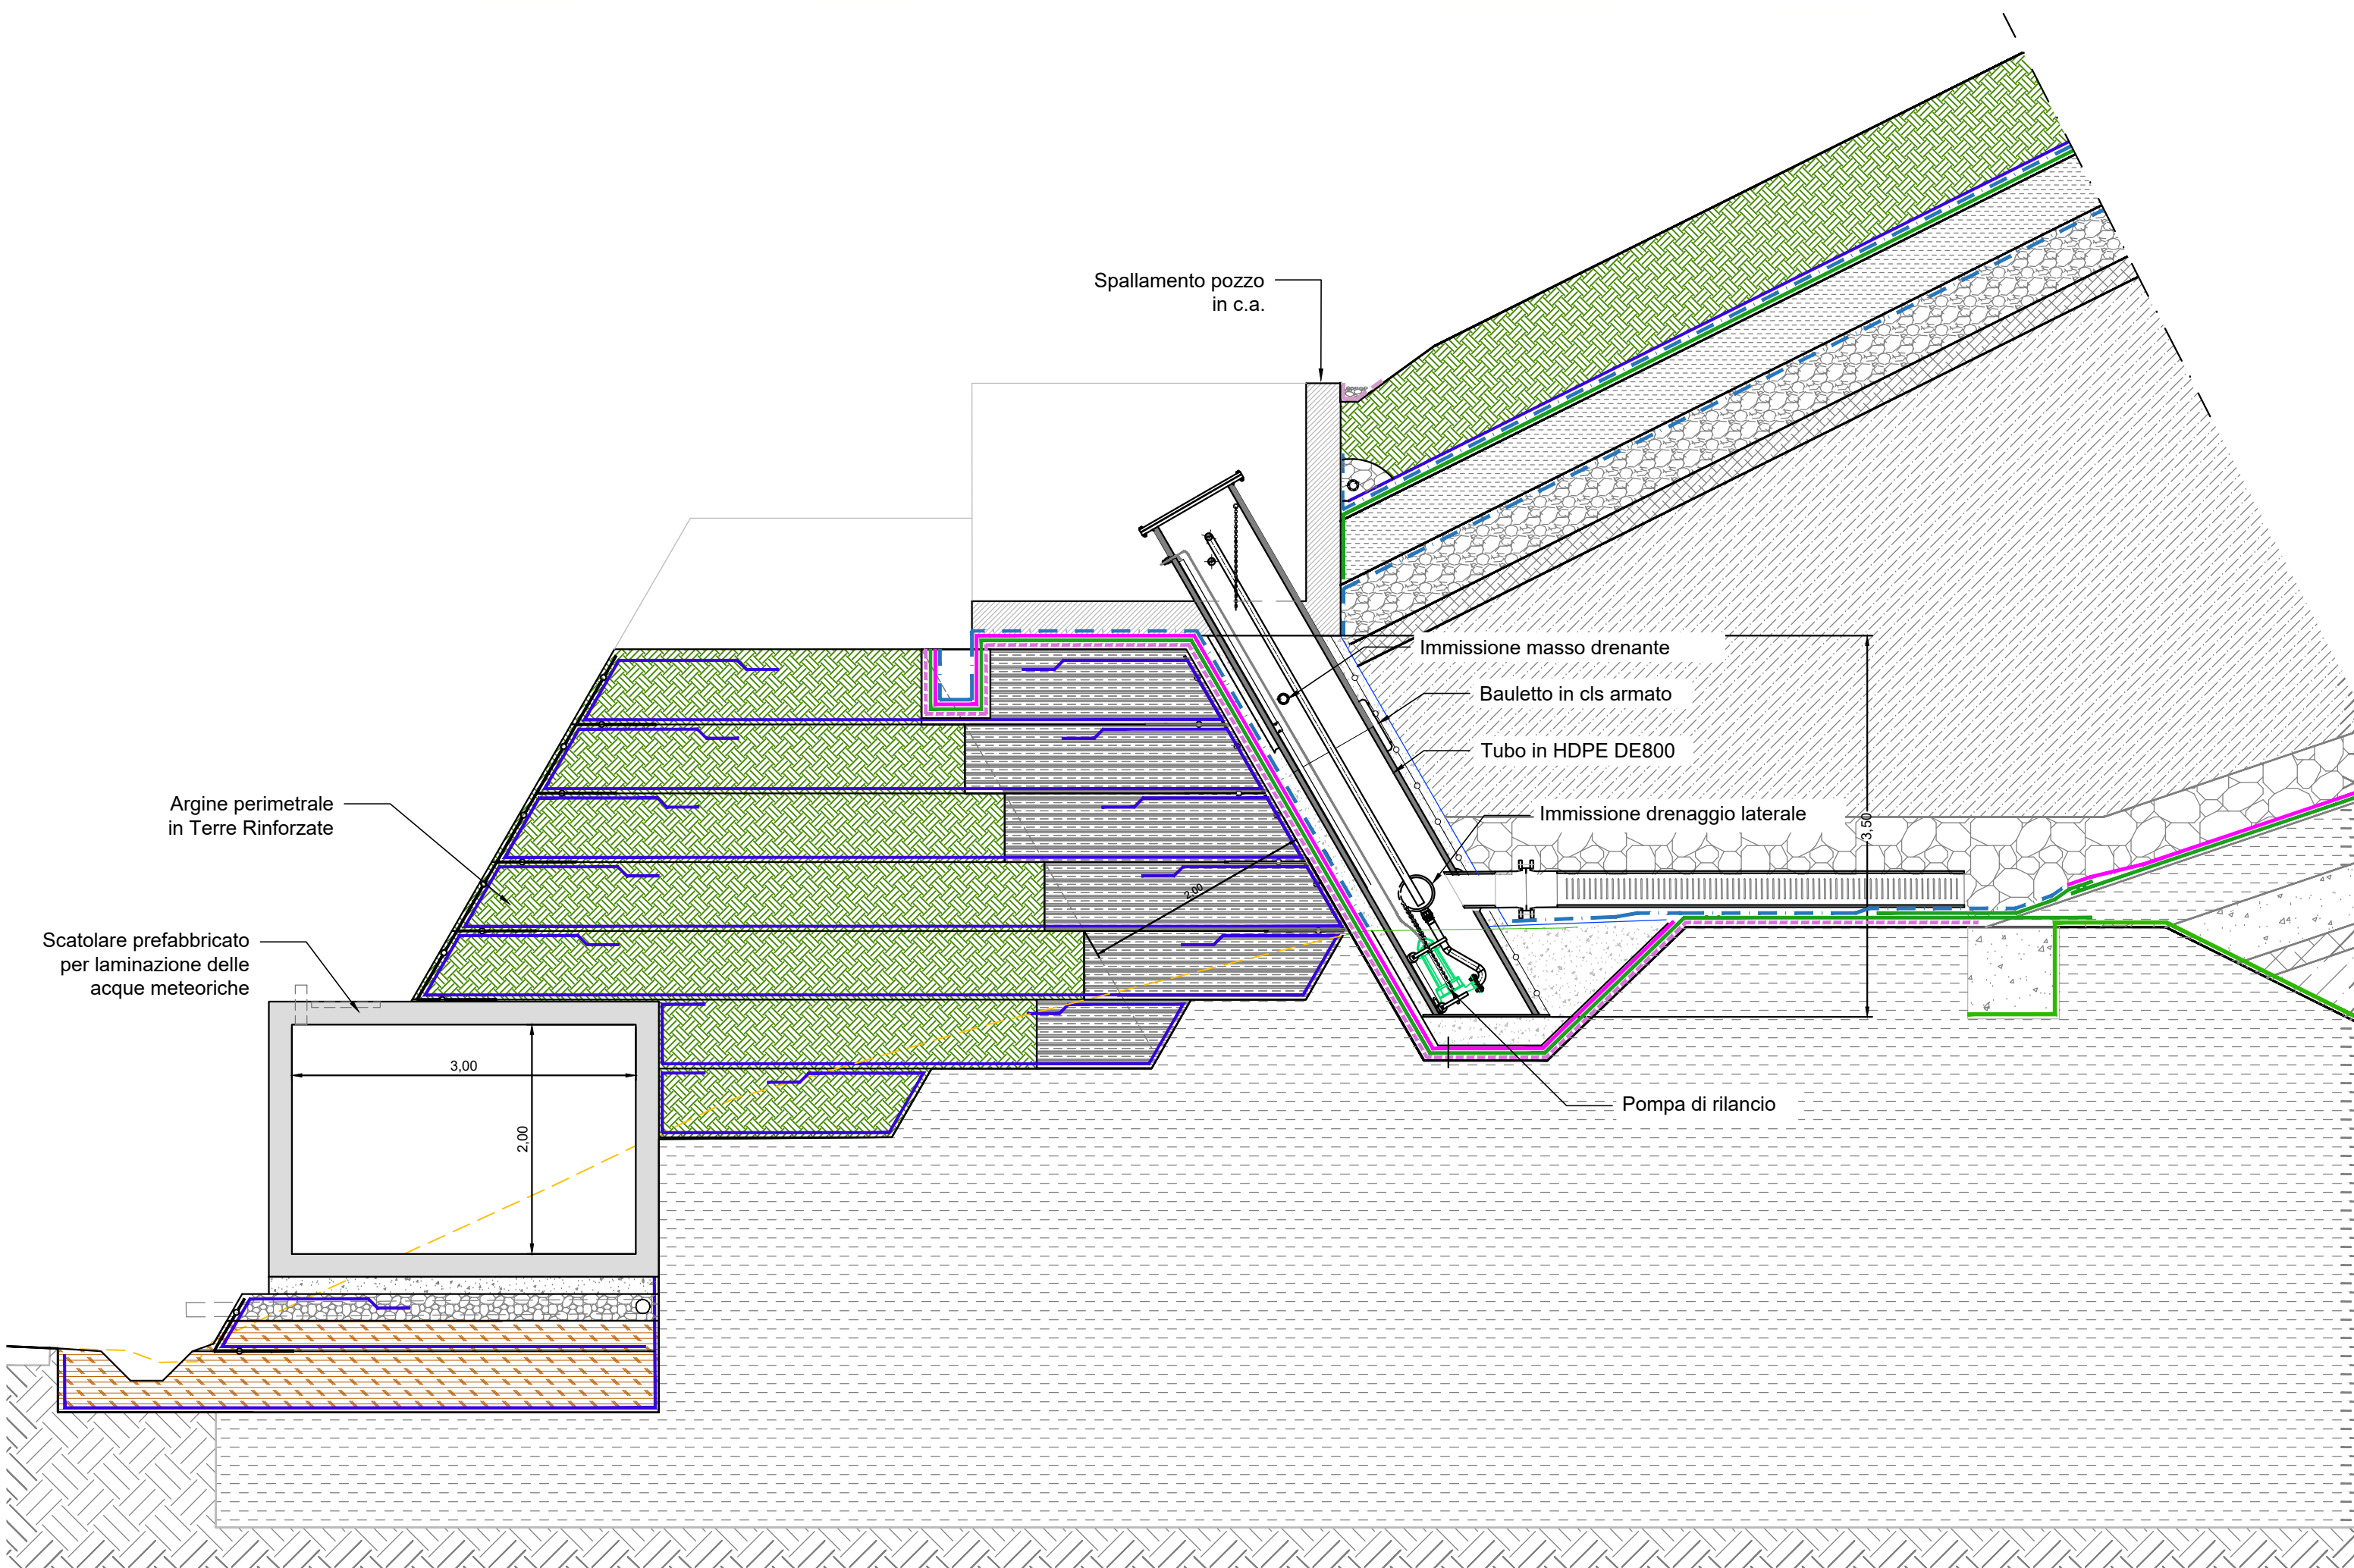 Spallamento pozzo
in c.a.
Immissione masso drenante
Bauletto in cls armato
Tubo in HDPE DE800
Immissione drenaggio laterale
3,50
Argine perimetrale
in Terre Rinforzate
2,00
Scatolare prefabbricato
per laminazione delle
acque meteoriche
3,00
2,00
Pompa di rilancio